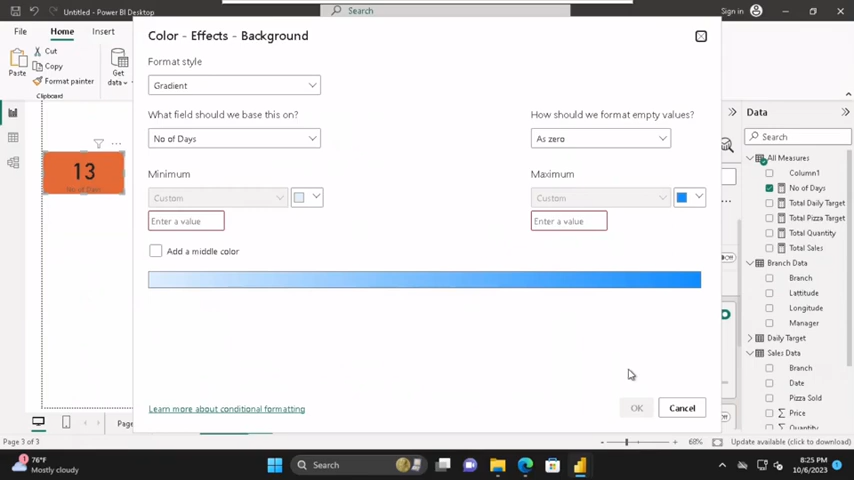 Untitled - Power BI Desktop
Search
Sign in
File
Home
Insert
Color - Effects - Background
Paste
Cut
Copy
Format painter
Clipboard
Get
data
Format style
Gradient
What field should we base this on?
How should we format empty values?
No of Days
As zero
Minimum
Maximum
Custom
Custom
Enter a value
Enter a value
Add a middle color
Learn more about conditional formatting
OK
Cancel
13
No of Days
Data
Search
All Measures
Column1
No of Days
Total Daily Target
Total Pizza Target
Total Quantity
Total Sales
Branch Data
Branch
Lattitude
Longitude
Manager
Daily Target
Sales Data
Branch
Date
Pizza Sold
Price
Quantity
Page 3 of 3
68%
Update available (click to download)
76°F
Mostly cloudy
Search
8:25 PM
10/6/2023